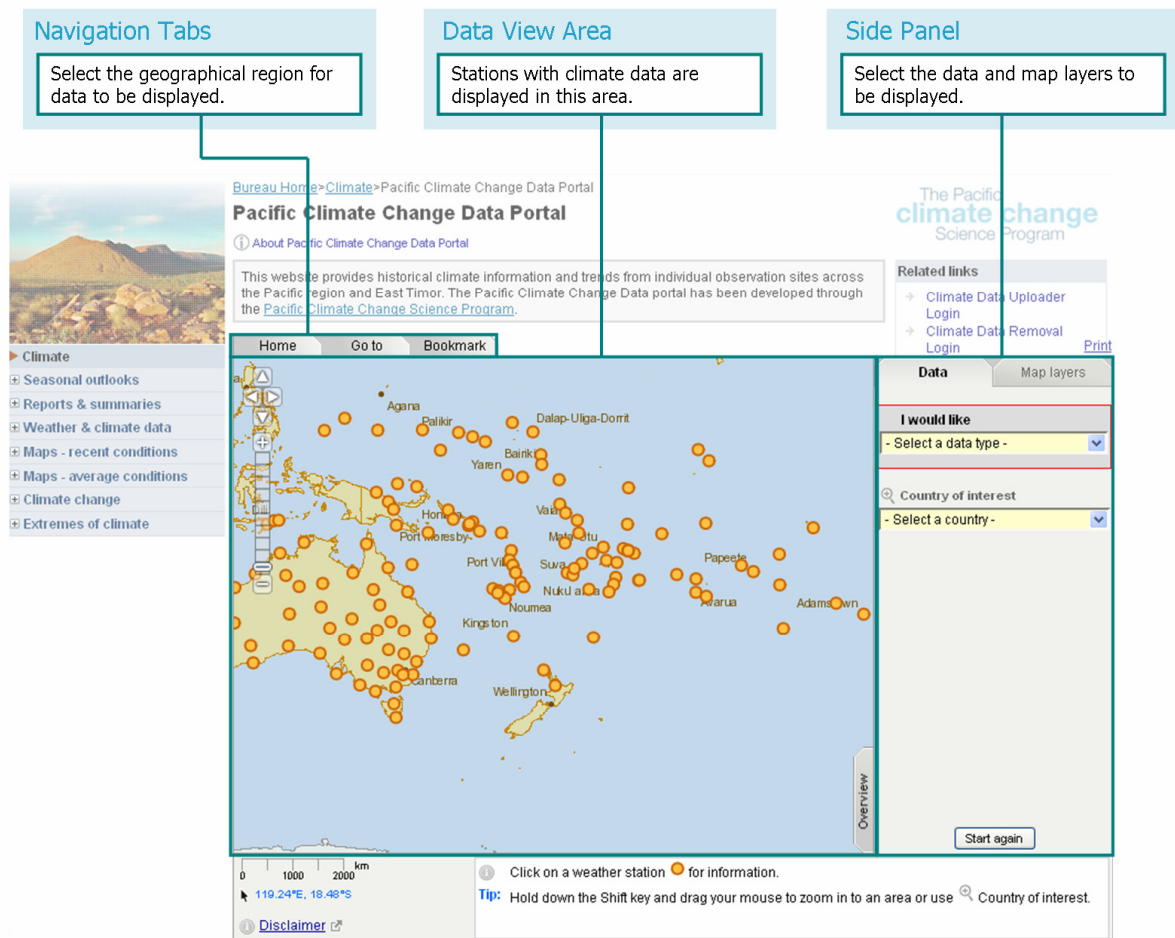 Navigation Tabs
Select the geographical region for
data to be displayed.
Data View Area
Stations with climate data are
displayed in this area.
Side Panel
Select the data and map layers to
be displayed.
Bureau Home>Climate>Pacific Climate Change Data Portal
Pacific Climate Change Data Portal
About Pacific Climate Change Data Portal
The Pacific
climate change
Science Program
This website provides historical climate information and trends from individual observation sites across
the Pacific region and East Timor. The Pacific Climate Change Data portal has been developed through
the Pacific Climate Change Science Program.
Related links
Climate Data Uploader
Login
Climate Data Removal
Login
Print
Climate
Seasonal outlooks
Reports & summaries
Weather & climate data
Maps - recent conditions
Maps - average conditions
Climate change
Extremes of climate
Home
Go to
Bookmark
Agana
Palikir
Dalap-Uliga-Dorrit
Bairiki
Yaren
Port Moresby
Port Vila
Suva
Papeete
Avarua
Noumea
Kingston
Adamstown
Canberra
Wellington
Overview
Data
Map layers
I would like
- Select a data type -
Country of interest
- Select a country -
Start again
0 1000 2000 km
119.24°E, 18.48°S
Disclaimer
Click on a weather station for information.
Tip: Hold down the Shift key and drag your mouse to zoom in to an area or use Country of interest.